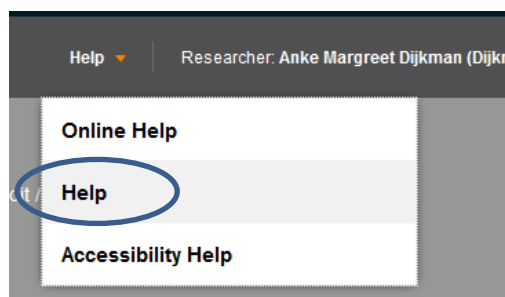 Help Researcher: Anke Margreet Dijkman
Online Help
Help
Accessibility Help